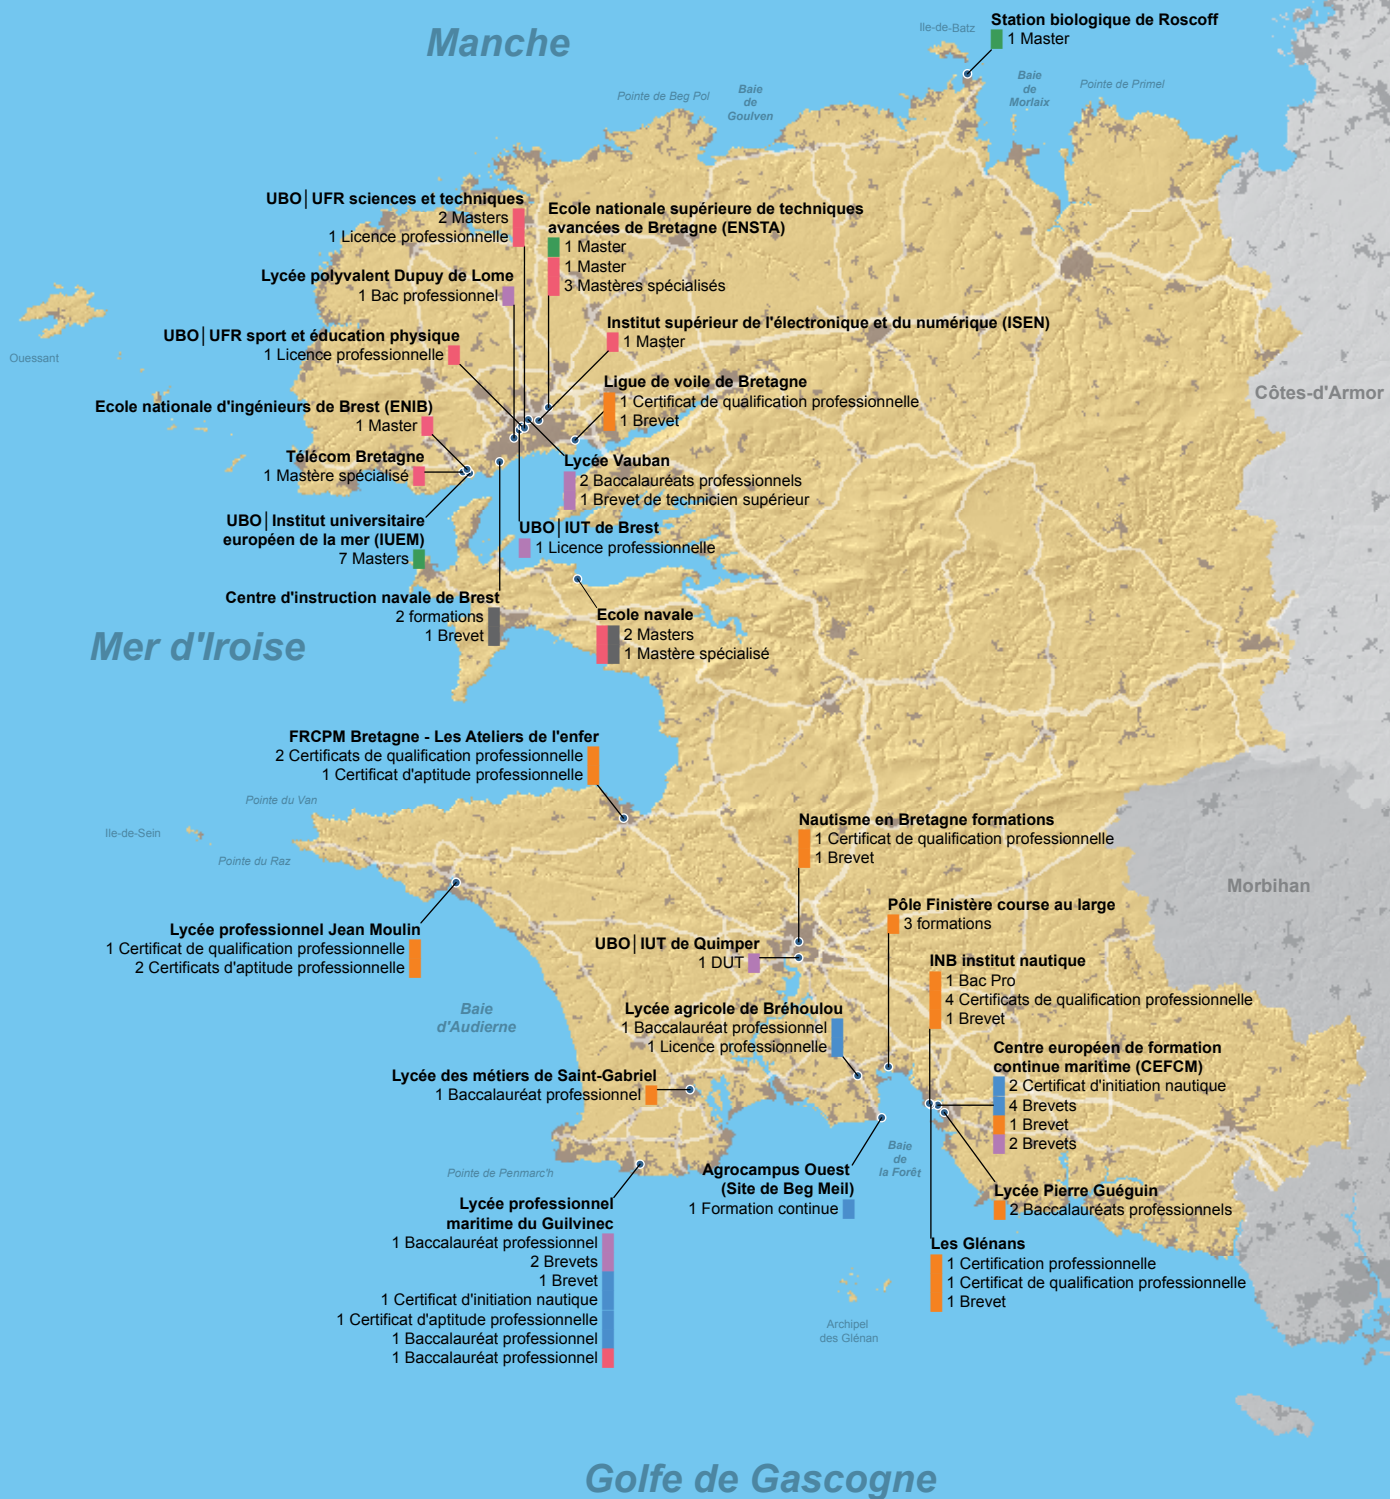 Manche
Ile-de-Batz
Station biologique de Roscoff
1 Master
Pointe de Beg Pol
Baie
de
Goulven
Baie
de
Morlaix
Pointe de Primel
UBO | UFR sciences et techniques
2 Masters
1 Licence professionnelle
Ecole nationale supérieure de techniques
avancées de Bretagne (ENSTA)
1 Master
1 Master
3 Mastères spécialisés
Lycée polyvalent Dupuy de Lome
1 Bac professionnel
Institut supérieur de l'électronique et du numérique (ISEN)
1 Master
UBO | UFR sport et éducation physique
1 Licence professionnelle
Ouessant
Ligue de voile de Bretagne
1 Certificat de qualification professionnelle
1 Brevet
Côtes-d'Armor
Ecole nationale d'ingénieurs de Brest (ENIB)
1 Master
Télécom Bretagne
1 Mastère spécialisé
Lycée Vauban
2 Baccalauréats professionnels
1 Brevet de technicien supérieur
UBO | Institut universitaire
européen de la mer (IUEM)
7 Masters
UBO | IUT de Brest
1 Licence professionnelle
Centre d'instruction navale de Brest
2 formations
1 Brevet
Ecole navale
2 Masters
1 Mastère spécialisé
Mer d'Iroise
FRCPM Bretagne - Les Ateliers de l'enfer
2 Certificats de qualification professionnelle
1 Certificat d'aptitude professionnelle
Pointe du Van
Ile-de-Sein
Pointe du Raz
Nautisme en Bretagne formations
1 Certificat de qualification professionnelle
1 Brevet
Morbihan
Pôle Finistère course au large
3 formations
Lycée professionnel Jean Moulin
1 Certificat de qualification professionnelle
2 Certificats d'aptitude professionnelle
UBO | IUT de Quimper
1 DUT
INB institut nautique
1 Bac Pro
4 Certificats de qualification professionnelle
1 Brevet
Baie
d'Audierne
Lycée agricole de Bréhoulou
1 Baccalauréat professionnel
1 Licence professionnelle
Centre européen de formation
continue maritime (CEFCM)
2 Certificat d'initiation nautique
4 Brevets
1 Brevet
2 Brevets
Lycée des métiers de Saint-Gabriel
1 Baccalauréat professionnel
Baie
de
la Forêt
Pointe de Penmarc'h
Agrocampus Ouest
(Site de Beg Meil)
1 Formation continue
Lycée Pierre Guéguin
2 Baccalauréats professionnels
Lycée professionnel
maritime du Guilvinec
1 Baccalauréat professionnel
2 Brevets
1 Brevet
1 Certificat d'initiation nautique
1 Certificat d'aptitude professionnelle
1 Baccalauréat professionnel
1 Baccalauréat professionnel
Les Glénans
1 Certification professionnelle
1 Certificat de qualification professionnelle
1 Brevet
Archipel
des Glénan
Golfe de Gascogne